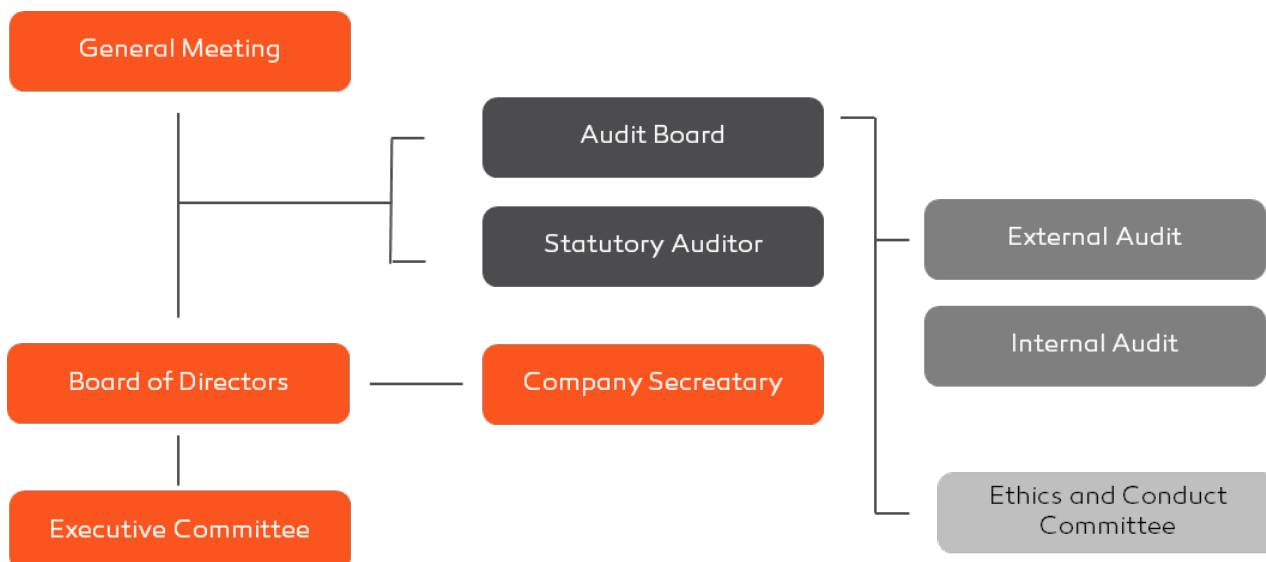 General Meeting
Audit Board
Statutory Auditor
External Audit
Internal Audit
Board of Directors
Company Secreatary
Executive Committee
Ethics and Conduct
Committee